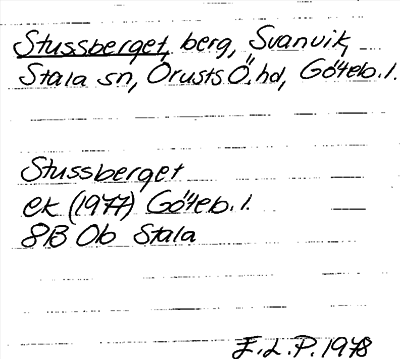 Stussberget, berg, Svanvik,
Stala sn, Orusts Ö. hd, Göteb. l.
Stussberget
ek (1977) Göteb. l.
8B 0b Stala
E.L.P. 1978